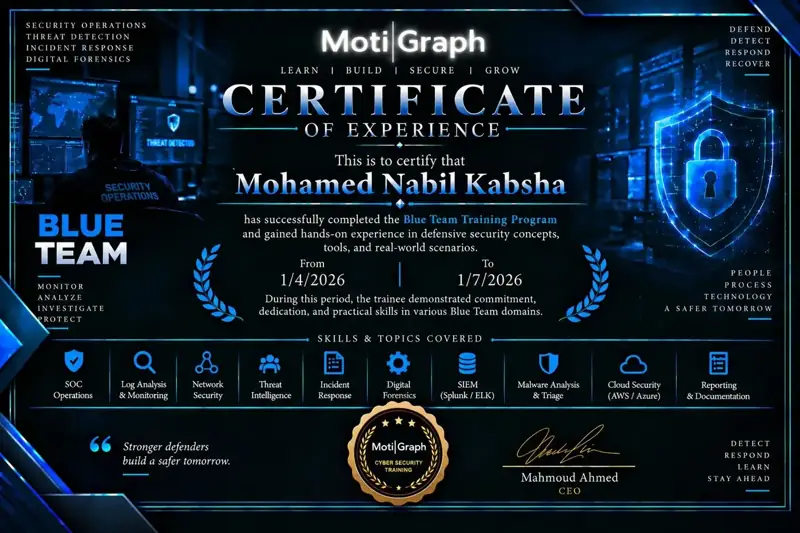 SECURITY OPERATIONS
THREAT DETECTION
INCIDENT RESPONSE
DIGITAL FORENSICS
Moti|Graph
LEARN | BUILD | SECURE | GROW
DEFEND
DETECT
RESPOND
RECOVER
CERTIFICATE
OF EXPERIENCE
This is to certify that
Mohamed Nabil Kabsha
THREAT DETECTED
SECURITY
OPERATIONS
BLUE
TEAM
has successfully completed the Blue Team Training Program
and gained hands-on experience in defensive security concepts,
tools, and real-world scenarios.
From
1/4/2026
To
1/7/2026
During this period, the trainee demonstrated commitment,
dedication, and practical skills in various Blue Team domains.
MONITOR
ANALYZE
INVESTIGATE
PROTECT
PEOPLE
PROCESS
TECHNOLOGY
A SAFER TOMORROW
SKILLS & TOPICS COVERED
SOC
Operations
Log Analysis
& Monitoring
Network
Security
Threat
Intelligence
Incident
Response
Digital
Forensics
SIEM
(Splunk / ELK)
Malware Analysis
& Triage
Cloud Security
(AWS / Azure)
Reporting
& Documentation
“ Stronger defenders
build a safer tomorrow.
Moti|Graph
CYBER SECURITY
TRAINING
Mahmoud Ahmed
CEO
DETECT
RESPOND
LEARN
STAY AHEAD